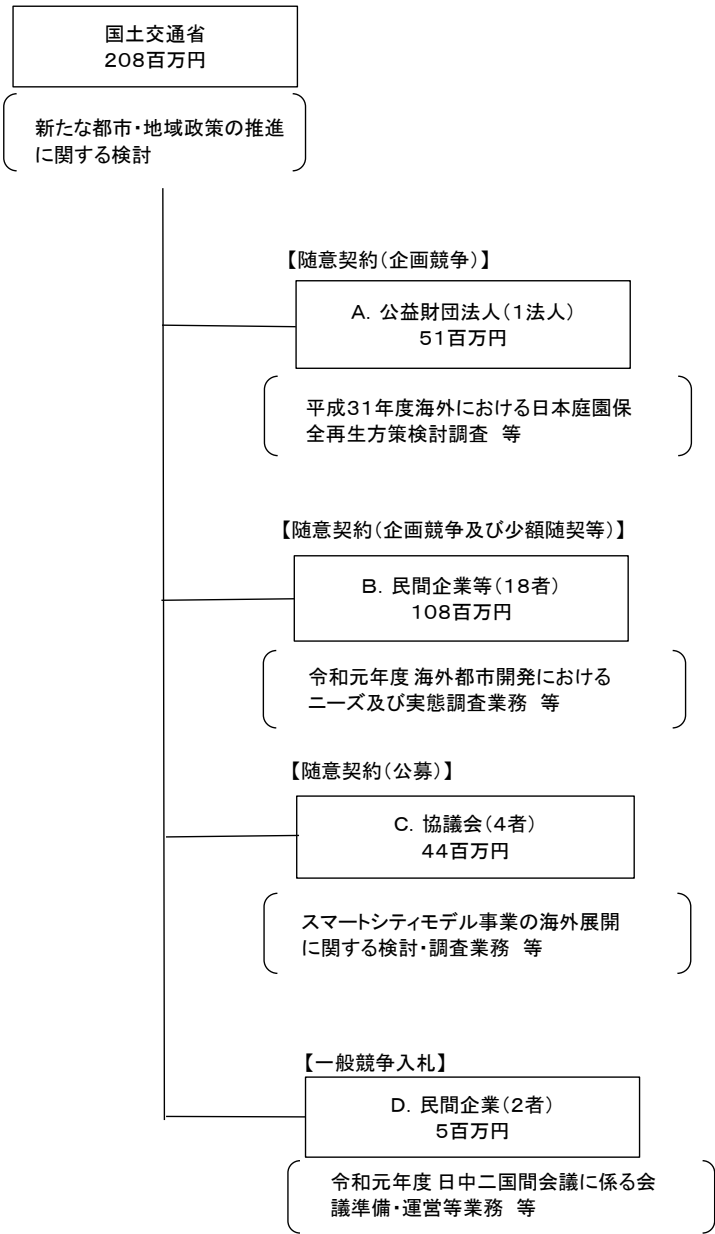 国土交通省
208百万円
新たな都市・地域政策の推進
に関する検討
【随意契約（企画競争）】
A．公益財団法人（1法人）
51百万円
平成31年度海外における日本庭園保
全再生方策検討調査　等
【随意契約（企画競争及び少額随契等）】
B．民間企業等（18者）
108百万円
令和元年度 海外都市開発における
ニーズ及び実態調査業務　等
【随意契約（公募）】
C．協議会（4者）
44百万円
スマートシティモデル事業の海外展開
に関する検討・調査業務　等
【一般競争入札】
D．民間企業（2者）
5百万円
令和元年度 日中二国間会議に係る会
議準備・運営等業務　等